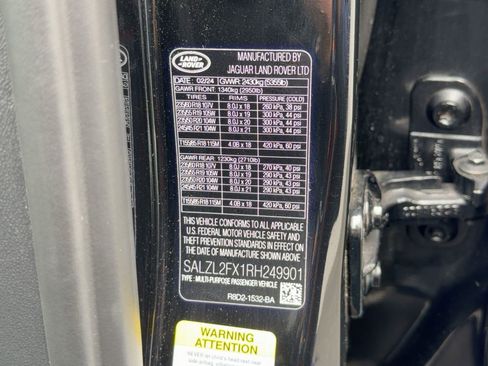 LAND
ROVER
MANUFACTURED BY
JAGUAR LAND ROVER LTD
DATE: 02/24 GVWR: 2430kg (5355lb)
GAWR FRONT: 1340kg (2950lb)
TIRES RIMS PRESSURE (COLD)
235/60 R18 107V 8.0J x 18 260 kPa, 38 psi
235/55 R19 105W 8.0J x 19 300 kPa, 44 psi
235/50 R20 104W 8.0J x 20 300 kPa, 44 psi
245/45 R21 104W 8.0J x 21 300 kPa, 44 psi
T155/85 R18 115M 4.0B x 18 420 kPa, 60 psi
GAWR REAR: 1230kg (2710lb)
235/60 R18 107V 8.0J x 18 270 kPa, 40 psi
235/55 R19 105W 8.0J x 19 290 kPa, 43 psi
235/50 R20 104W 8.0J x 20 290 kPa, 43 psi
245/45 R21 104W 8.0J x 21 290 kPa, 43 psi
T155/85 R18 115M 4.0B x 18 420 kPa, 60 psi
THIS VEHICLE CONFORMS TO ALL APPLICABLE
U.S. FEDERAL MOTOR VEHICLE SAFETY AND THEFT
PREVENTION STANDARDS IN EFFECT ON THE
DATE OF MANUFACTURE SHOWN ABOVE
SALZL2FX1RH249901
TYPE: MULTI-PURPOSE PASSENGER VEHICLE
R8D2-1532-BA
WARNING
ATTENTION